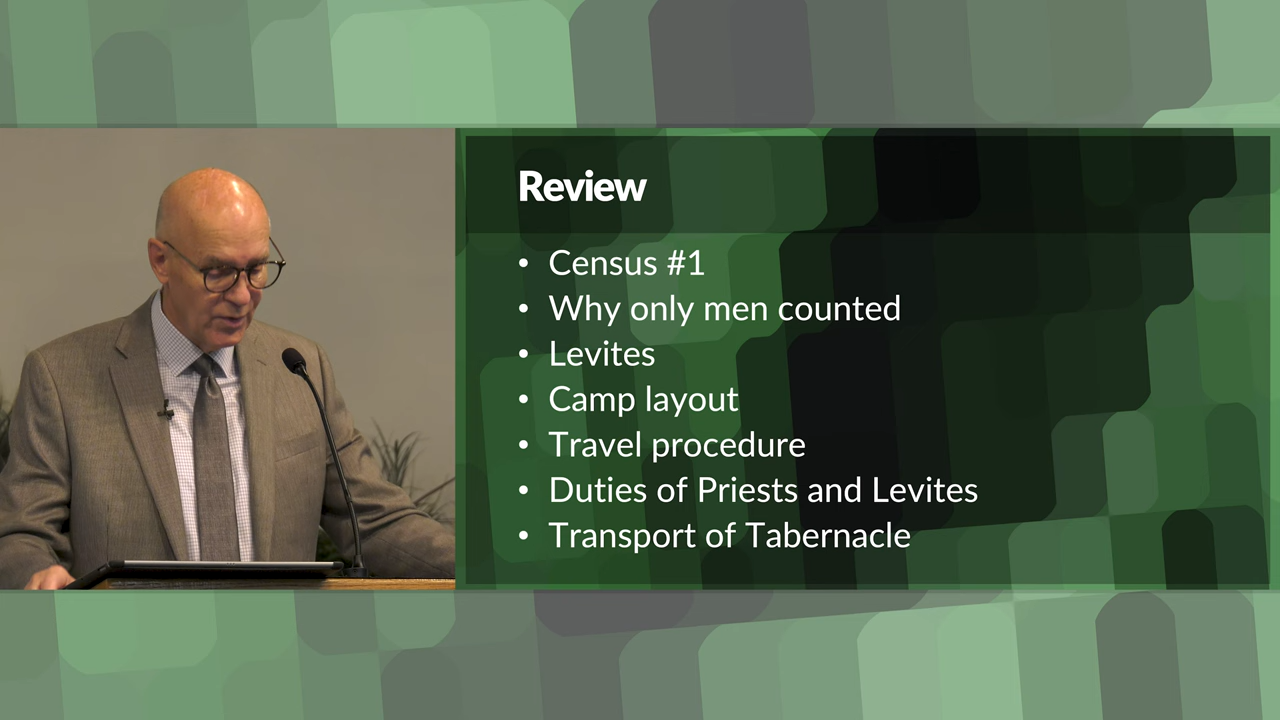 Review
• Census #1
• Why only men counted
• Levites
• Camp layout
• Travel procedure
• Duties of Priests and Levites
• Transport of Tabernacle